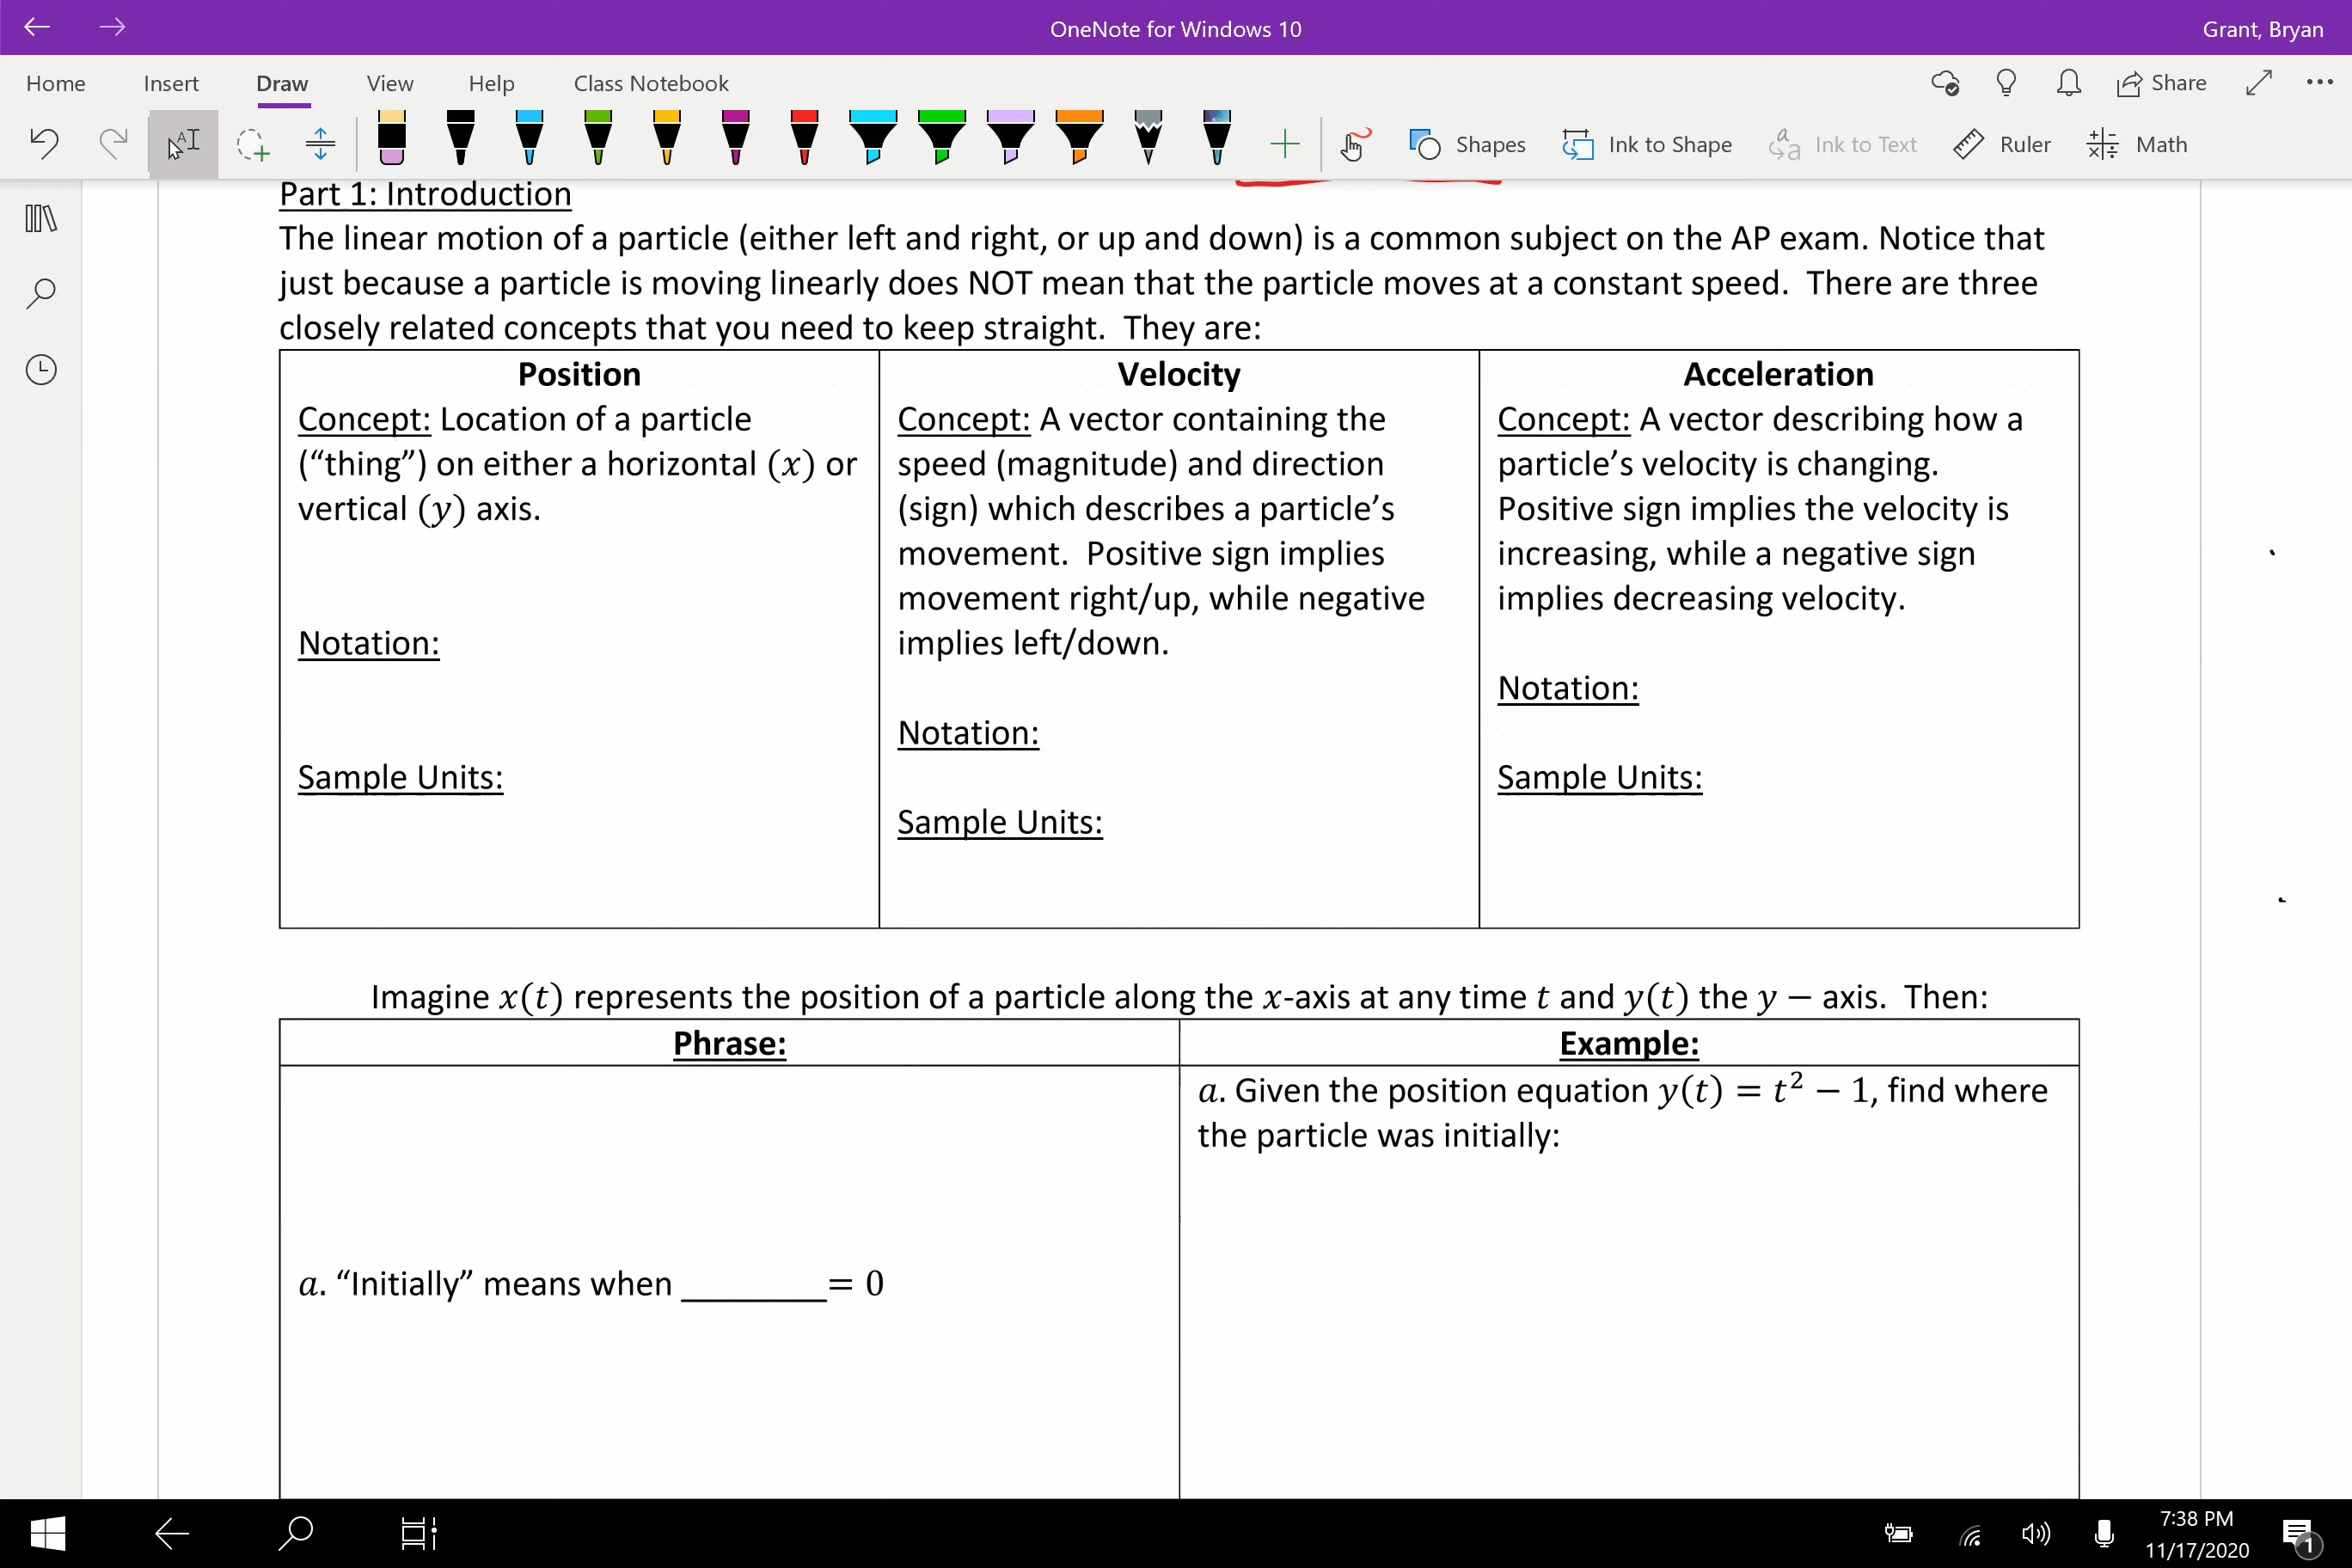 OneNote for Windows 10
Grant, Bryan
Home Insert Draw View Help Class Notebook Share
Shapes Ink to Shape Ink to Text Ruler Math
Part 1: Introduction
The linear motion of a particle (either left and right, or up and down) is a common subject on the AP exam. Notice that
just because a particle is moving linearly does NOT mean that the particle moves at a constant speed.  There are three
closely related concepts that you need to keep straight.  They are:
Position
Concept: Location of a particle
(“thing”) on either a horizontal (x) or
vertical (y) axis.
Notation:
Sample Units:
Velocity
Concept: A vector containing the
speed (magnitude) and direction
(sign) which describes a particle’s
movement.  Positive sign implies
movement right/up, while negative
implies left/down.
Notation:
Sample Units:
Acceleration
Concept: A vector describing how a
particle’s velocity is changing.
Positive sign implies the velocity is
increasing, while a negative sign
implies decreasing velocity.
Notation:
Sample Units:
Imagine x(t) represents the position of a particle along the x-axis at any time t and y(t) the y − axis.  Then:
Phrase:
a. “Initially” means when ________= 0
Example:
a. Given the position equation y(t) = t² − 1, find where
the particle was initially:
7:38 PM
11/17/2020
1